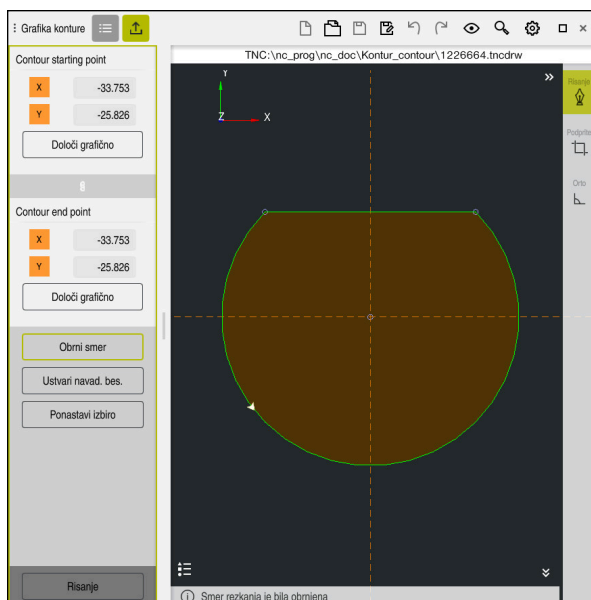 Grafika konture
TNC:\nc_prog\nc_doc\Kontur_contour\1226664.tncdrw
Contour starting point
X -33.753
Y -25.826
Določi grafično
Contour end point
X -33.753
Y -25.826
Določi grafično
Obrni smer
Ustvari navad. bes.
Ponastavi izbiro
Risanje
Y
Z X
Risanje
Podprite
Orto
Smer rezkanja je bila obrnjena